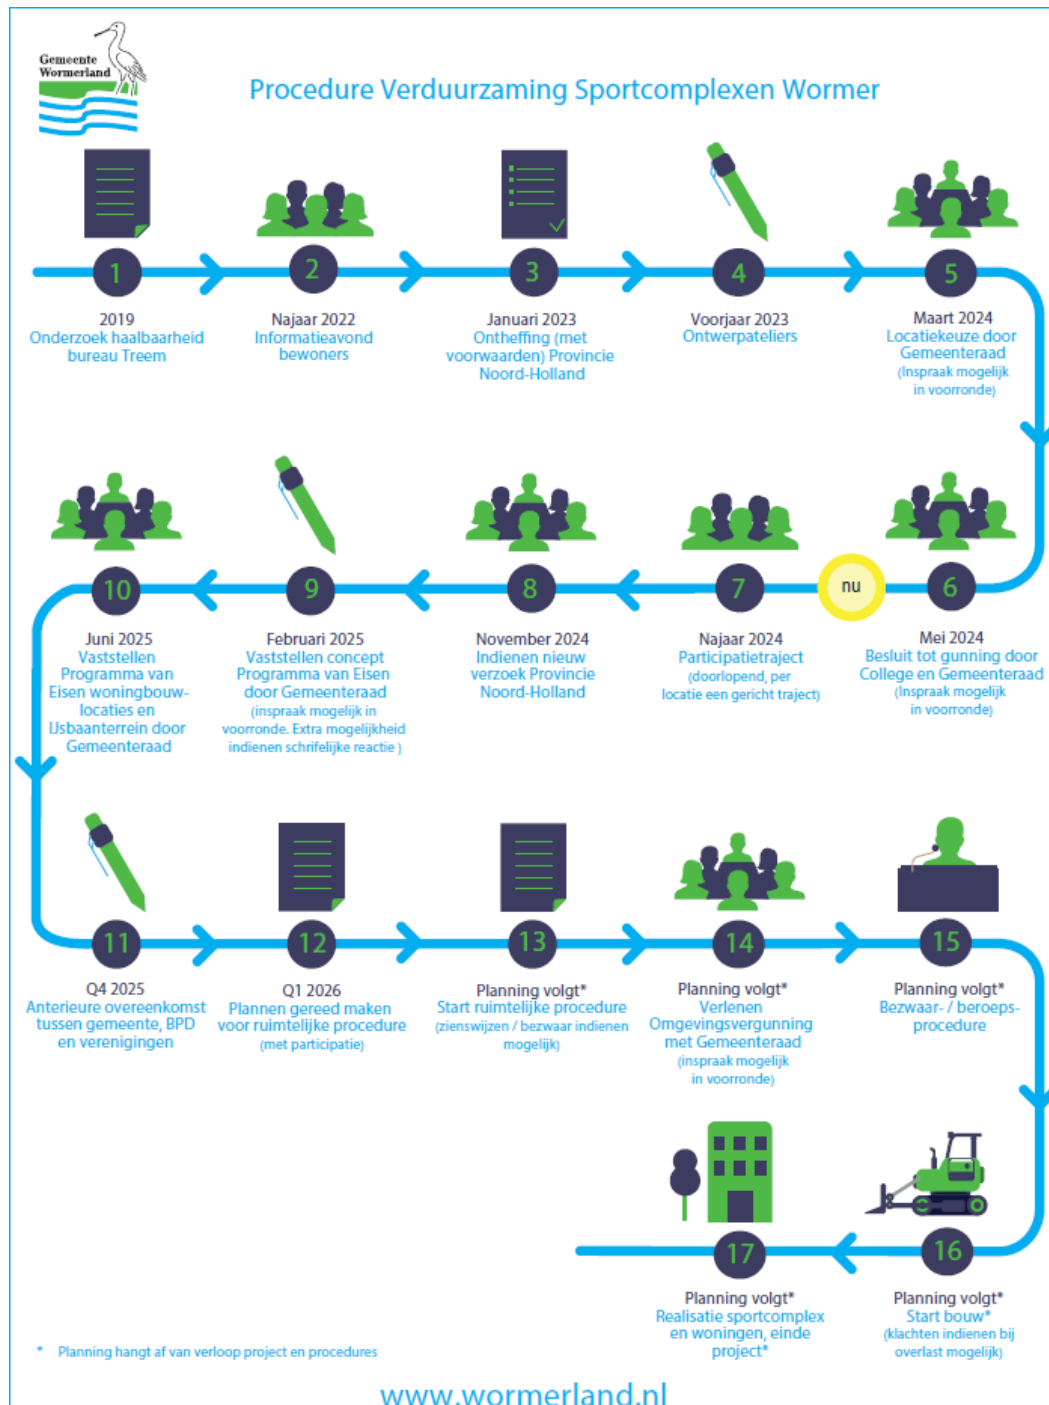 Gemeente
Wormerland
Procedure Verduurzaming Sportcomplexen Wormer
1
2019
Onderzoek haalbaarheid
bureau Treem
2
Najaar 2022
Informatieavond
bewoners
3
Januari 2023
Ontheffing (met
voorwaarden) Provincie
Noord-Holland
4
Voorjaar 2023
Ontwerpateliers
5
Maart 2024
Locatiekeuze door
Gemeenteraad
(Inspraak mogelijk
in voorronde)
6
Mei 2024
Besluit tot gunning door
College en Gemeenteraad
(Inspraak mogelijk
in voorronde)
nu
7
Najaar 2024
Participatietraject
(doorlopend, per
locatie een gericht traject)
8
November 2024
Indienen nieuw
verzoek Provincie
Noord-Holland
9
Februari 2025
Vaststellen concept
Programma van Eisen
door Gemeenteraad
(inspraak mogelijk in
voorronde. Extra mogelijkheid
indienen schrifelijke reactie )
10
Juni 2025
Vaststellen
Programma van
Eisen woningbouw-
locaties en
IJsbaanterrein door
Gemeenteraad
11
Q4 2025
Anterieure overeenkomst
tussen gemeente, BPD
en verenigingen
12
Q1 2026
Plannen gereed maken
voor ruimtelijke procedure
(met participatie)
13
Planning volgt*
Start ruimtelijke procedure
(zienswijzen / bezwaar indienen
mogelijk)
14
Planning volgt*
Verlenen
Omgevingsvergunning
met Gemeenteraad
(inspraak mogelijk
in voorronde)
15
Planning volgt*
Bezwaar- / beroeps-
procedure
16
Planning volgt*
Start bouw*
(klachten indienen bij
overlast mogelijk)
17
Planning volgt*
Realisatie sportcomplex
en woningen, einde
project*
* Planning hangt af van verloop project en procedures
www.wormerland.nl